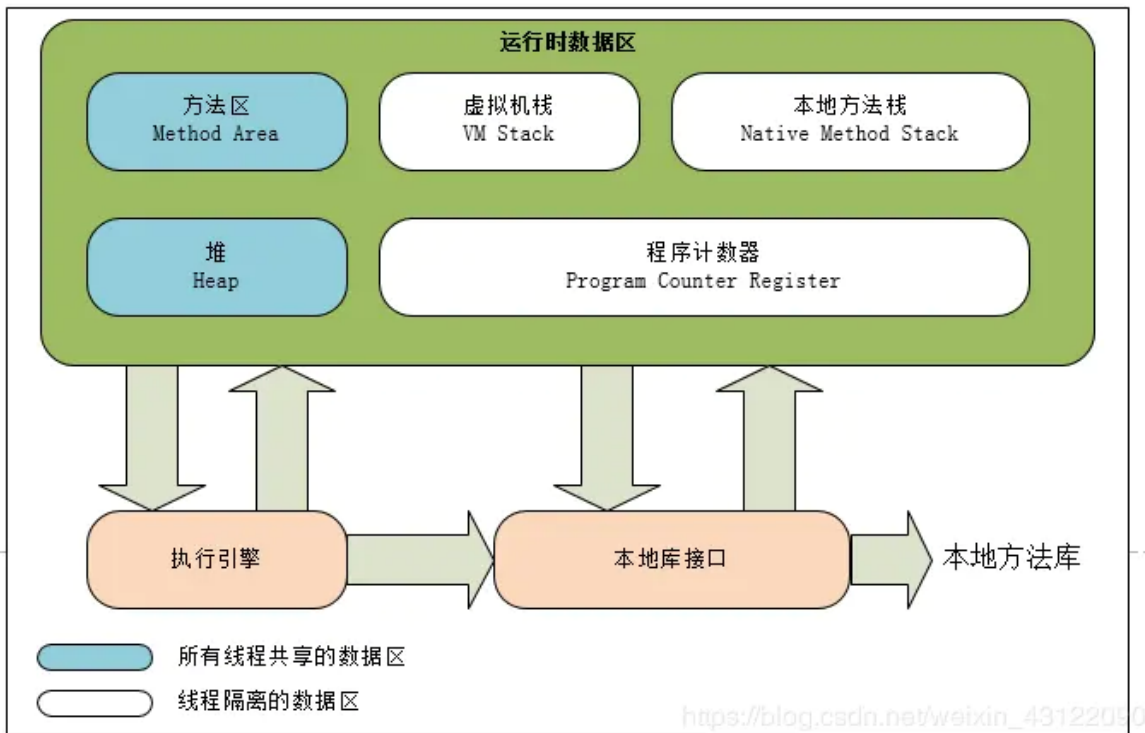 运行时数据区
方法区
Method Area
虚拟机栈
VM Stack
本地方法栈
Native Method Stack
堆
Heap
程序计数器
Program Counter Register
执行引擎
本地库接口
本地方法库
所有线程共享的数据区
线程隔离的数据区
https://blog.csdn.net/weixin_43122090